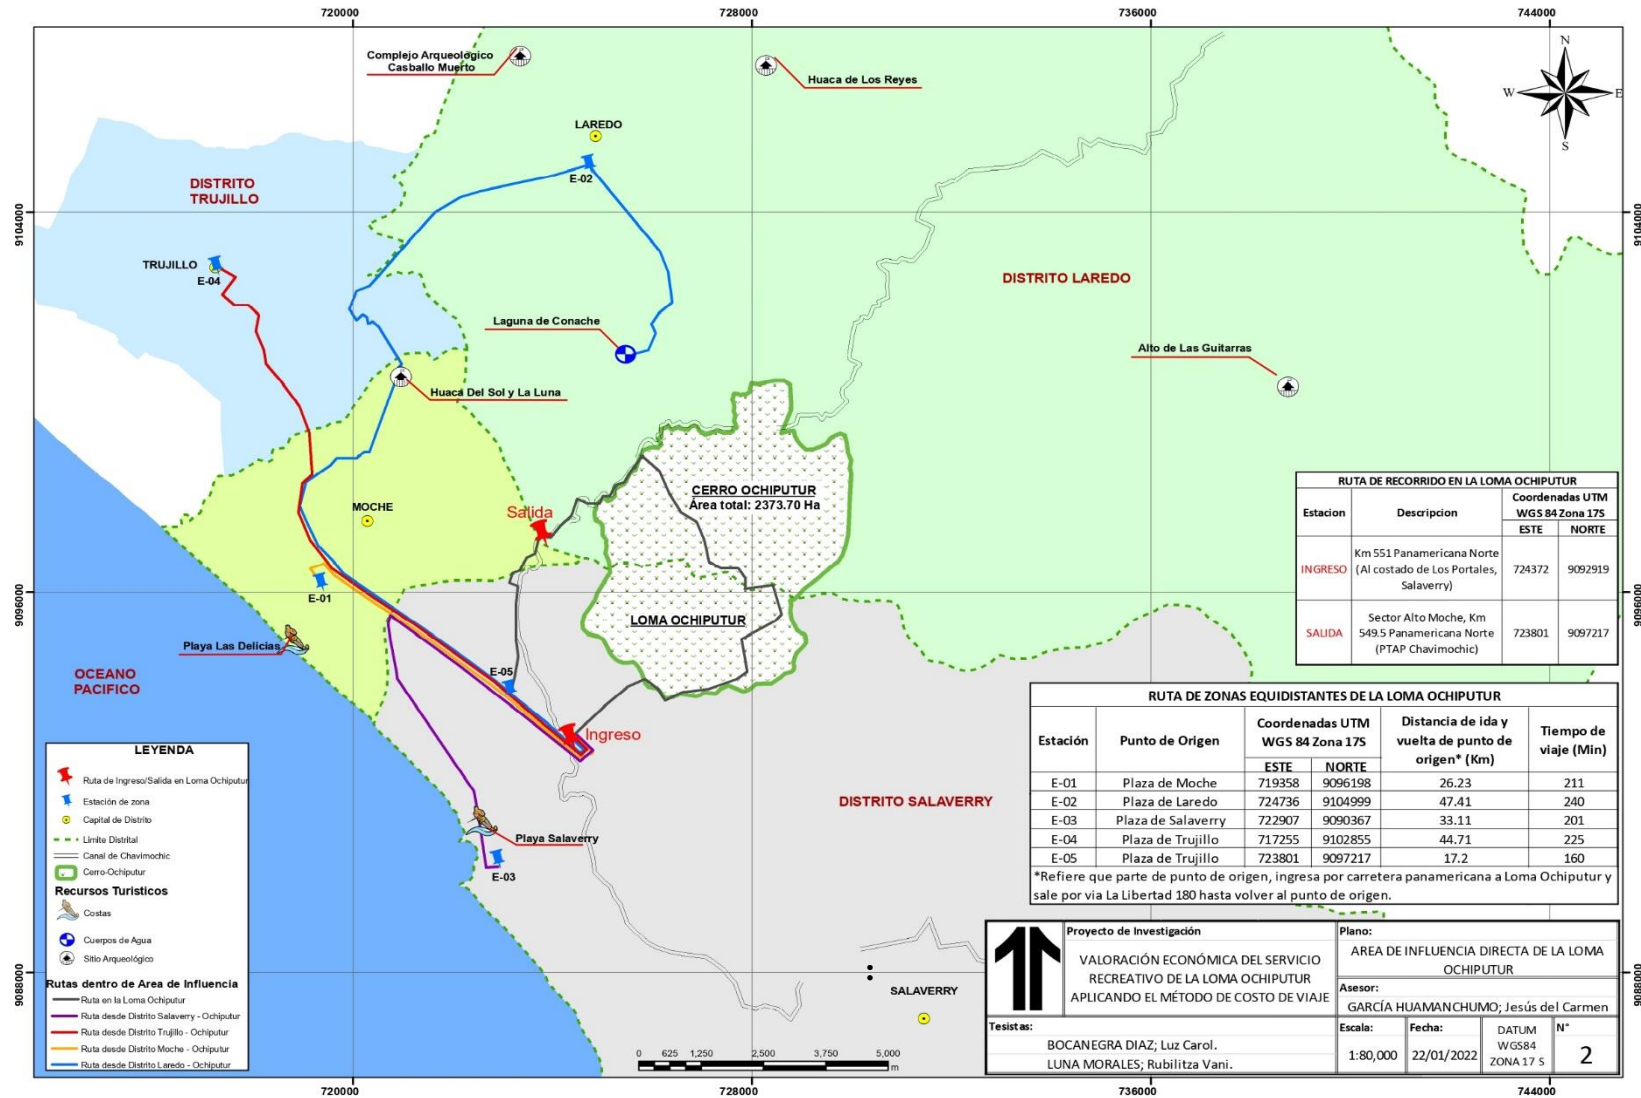 720000
728000
736000
744000
Complejo Arqueológico
Casballo Muerto
Huaca de Los Reyes
N
W
E
S
LAREDO
E-02
DISTRITO
TRUJILLO
9104000
9104000
TRUJILLO
E-04
DISTRITO LAREDO
Laguna de Conache
Alto de Las Guitarras
Huaca Del Sol y La Luna
CERRO OCHIPUTUR
Área total: 2373.70 Ha
MOCHE
Salida
RUTA DE RECORRIDO EN LA LOMA OCHIPUTUR
Estacion
Descripcion
Coordenadas UTM
WGS 84 Zona 17S
ESTE
NORTE
INGRESO
Km 551 Panamericana Norte
(Al costado de Los Portales,
Salaverry)
724372
9092919
SALIDA
Sector Alto Moche, Km
549.5 Panamericana Norte
(PTAP Chavimochic)
723801
9097217
9096000
9096000
E-01
LOMA OCHIPUTUR
Playa Las Delicias
OCEANO
PACIFICO
E-05
Ingreso
RUTA DE ZONAS EQUIDISTANTES DE LA LOMA OCHIPUTUR
Estación
Punto de Origen
Coordenadas UTM
WGS 84 Zona 17S
ESTE
NORTE
Distancia de ida y
vuelta de punto de
origen* (Km)
Tiempo de
viaje (Min)
E-01 Plaza de Moche 719358 9096198 26.23 211
E-02 Plaza de Laredo 724736 9104999 47.41 240
E-03 Plaza de Salaverry 722907 9090367 33.11 201
E-04 Plaza de Trujillo 717255 9102855 44.71 225
E-05 Plaza de Trujillo 723801 9097217 17.2 160
*Refiere que parte de punto de origen, ingresa por carretera panamericana a Loma Ochiputur y
sale por via La Libertad 180 hasta volver al punto de origen.
DISTRITO SALAVERRY
Playa Salaverry
E-03
LEYENDA
Ruta de Ingreso/Salida en Loma Ochiputur
Estación de zona
Capital de Distrito
Limite Distrital
Canal de Chavimochic
Cerro-Ochiputur
Recursos Turisticos
Costas
Cuerpos de Agua
Sitio Arqueológico
Rutas dentro de Area de Influencia
Ruta en la Loma Ochiputur
Ruta desde Distrito Salaverry - Ochiputur
Ruta desde Distrito Trujillo - Ochiputur
Ruta desde Distrito Moche - Ochiputur
Ruta desde Distrito Laredo - Ochiputur
9088000
9088000
SALAVERRY
0 625 1,250 2,500 3,750 5,000
m
Proyecto de Investigación
VALORACIÓN ECONÓMICA DEL SERVICIO
RECREATIVO DE LA LOMA OCHIPUTUR
APLICANDO EL MÉTODO DE COSTO DE VIAJE
Plano:
AREA DE INFLUENCIA DIRECTA DE LA LOMA
OCHIPUTUR
Asesor:
GARCÍA HUAMANCHUMO; Jesús del Carmen
Tesistas:
BOCANEGRA DIAZ; Luz Carol.
LUNA MORALES; Rubilitza Vani.
Escala:
1:80,000
Fecha:
22/01/2022
DATUM
WGS84
ZONA 17 S
N°
2
720000
728000
736000
744000